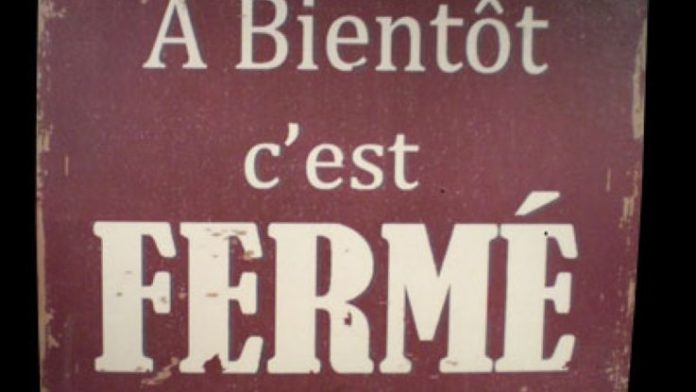 A Bientôt
c'est
FERMÉ